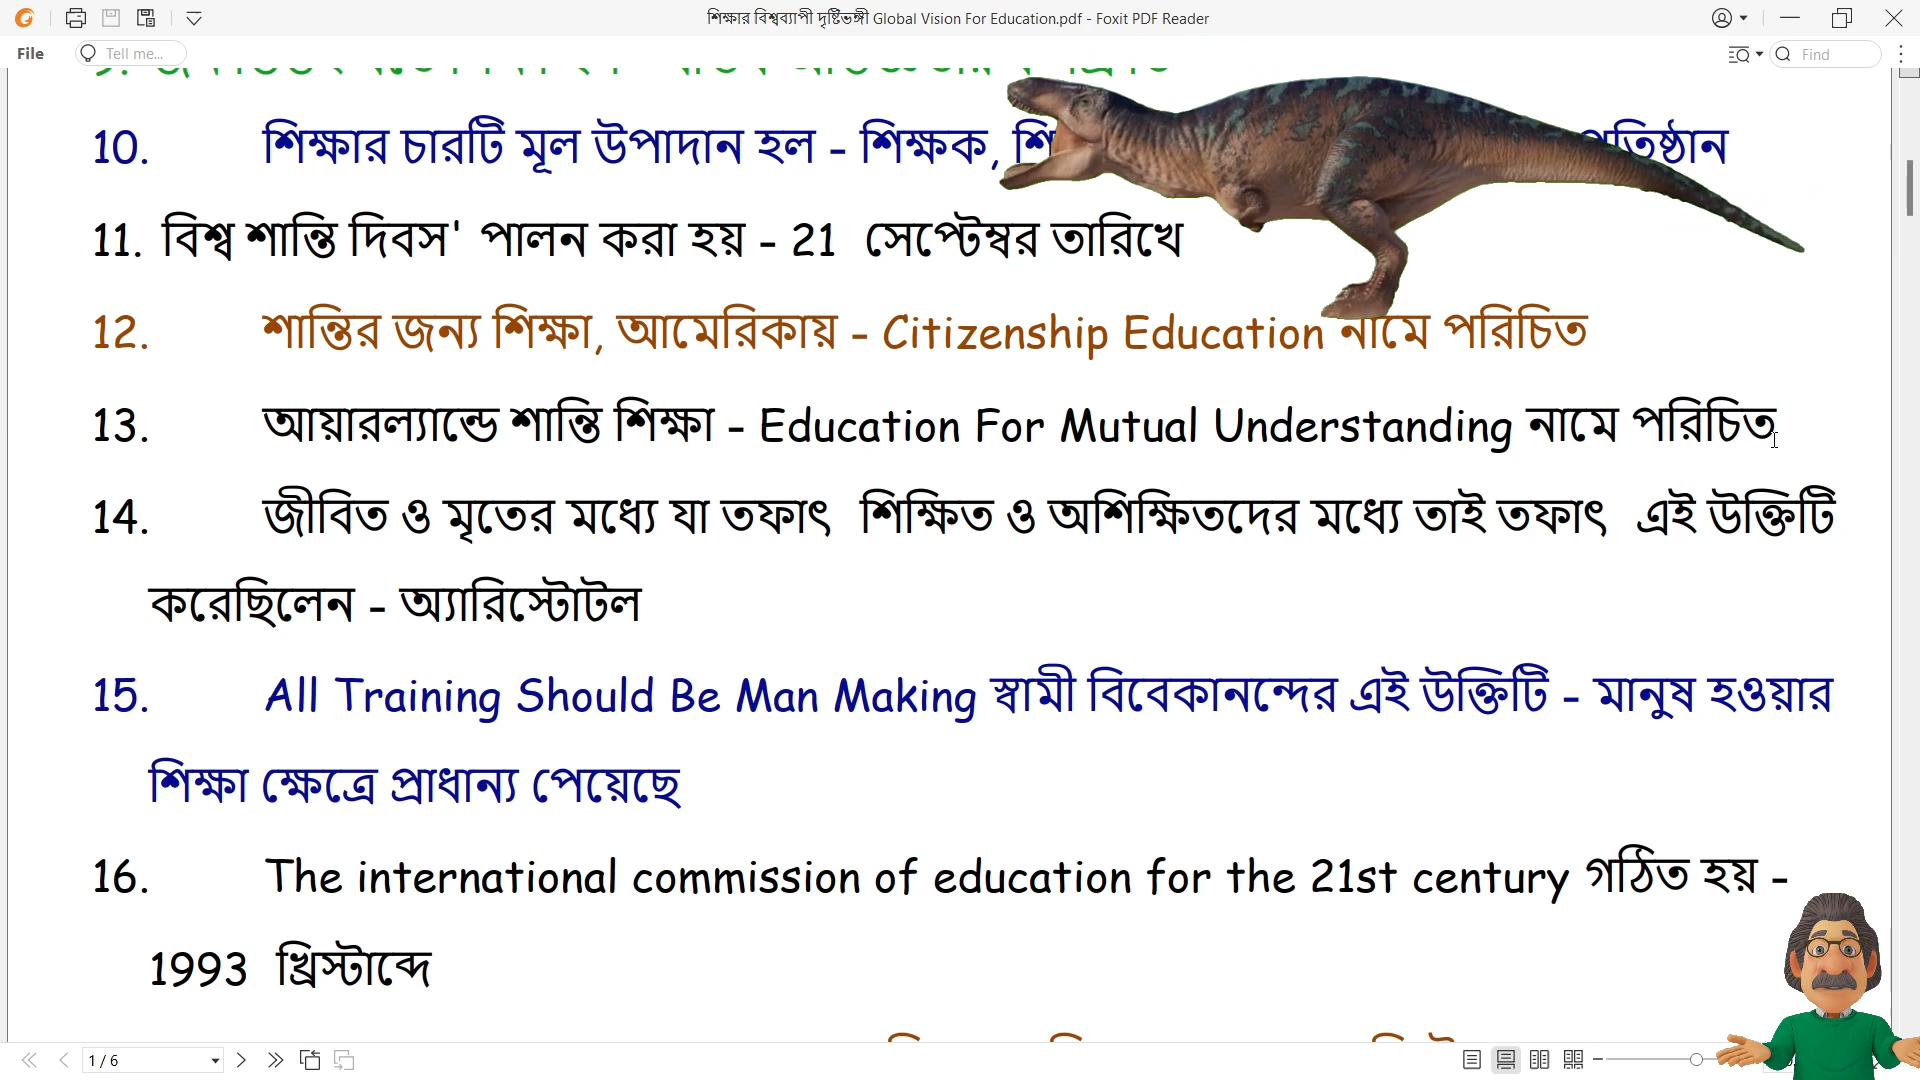 শিক্ষার বিশ্বব্যাপী দৃষ্টিভঙ্গী Global Vision For Education.pdf - Foxit PDF Reader
File Tell me... Find
10. শিক্ষার চারটি মূল উপাদান হল - শিক্ষক,
11. বিশ্ব শান্তি দিবস' পালন করা হয় - 21 সেপ্টেম্বর তারিখে
12. শান্তির জন্য শিক্ষা, আমেরিকায় - Citizenship Education নামে পরিচিত
13. আয়ারল্যান্ডে শান্তি শিক্ষা - Education For Mutual Understanding নামে পরিচিত
14. জীবিত ও মৃতের মধ্যে যা তফাৎ শিক্ষিত ও অশিক্ষিতদের মধ্যে তাই তফাৎ এই উক্তিটি
করেছিলেন - অ্যারিস্টোটল
15. All Training Should Be Man Making স্বামী বিবেকানন্দের এই উক্তিটি - মানুষ হওয়ার
শিক্ষা ক্ষেত্রে প্রাধান্য পেয়েছে
16. The international commission of education for the 21st century গঠিত হয় -
1993 খ্রিস্টাব্দে
1 / 6